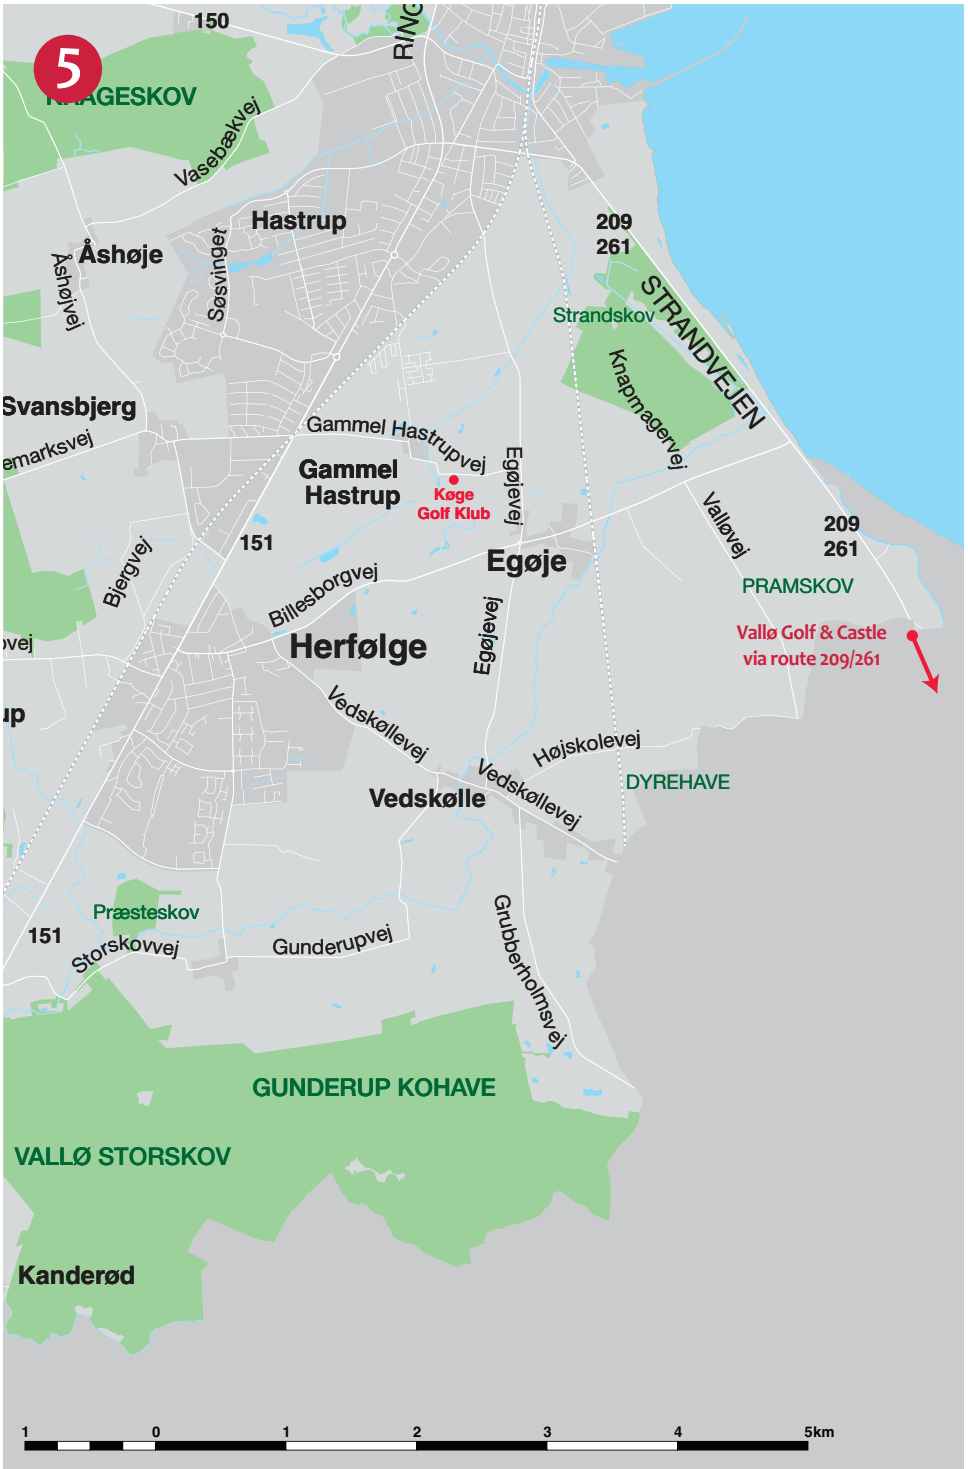 150
RING
5
KRAGESKOV
Vasebækvej
Hastrup
209
261
Åshøje
Åshøjvej
Søsvinget
STRANDVEJEN
Strandskov
Knapmagervej
Svansbjerg
emarksvej
Gammel Hastrupvej
Egøjevej
Gammel
Hastrup
Køge
Golf Klub
Valløvej
209
261
151
Egøje
Bjergvej
Billesborgvej
PRAMSKOV
Egøjevej
Vallø Golf & Castle
via route 209/261
Herfølge
ovej
up
Vedskøllevej
Højskolevej
Vedskøllevej
DYREHAVE
Vedskølle
Præsteskov
151
Storskovvej
Gunderupvej
Grubberholmsvej
GUNDERUP KOHAVE
VALLØ STORSKOV
Kanderød
1 0 1 2 3 4 5km